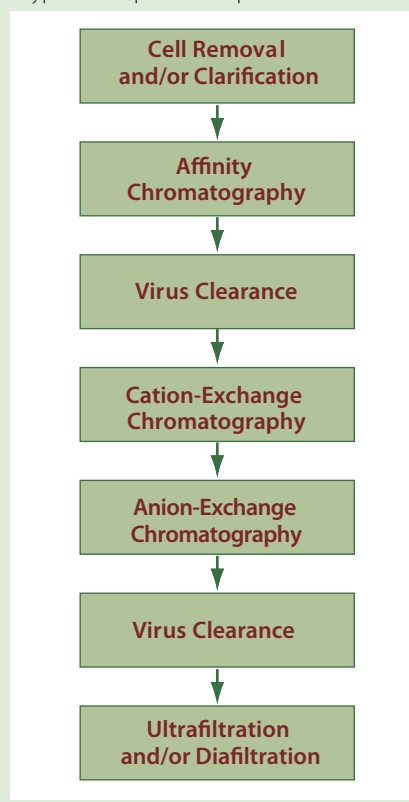 Cell Removal
and/or Clarification
Affinity
Chromatography
Virus Clearance
Cation-Exchange
Chromatography
Anion-Exchange
Chromatography
Virus Clearance
Ultrafiltration
and/or Diafiltration